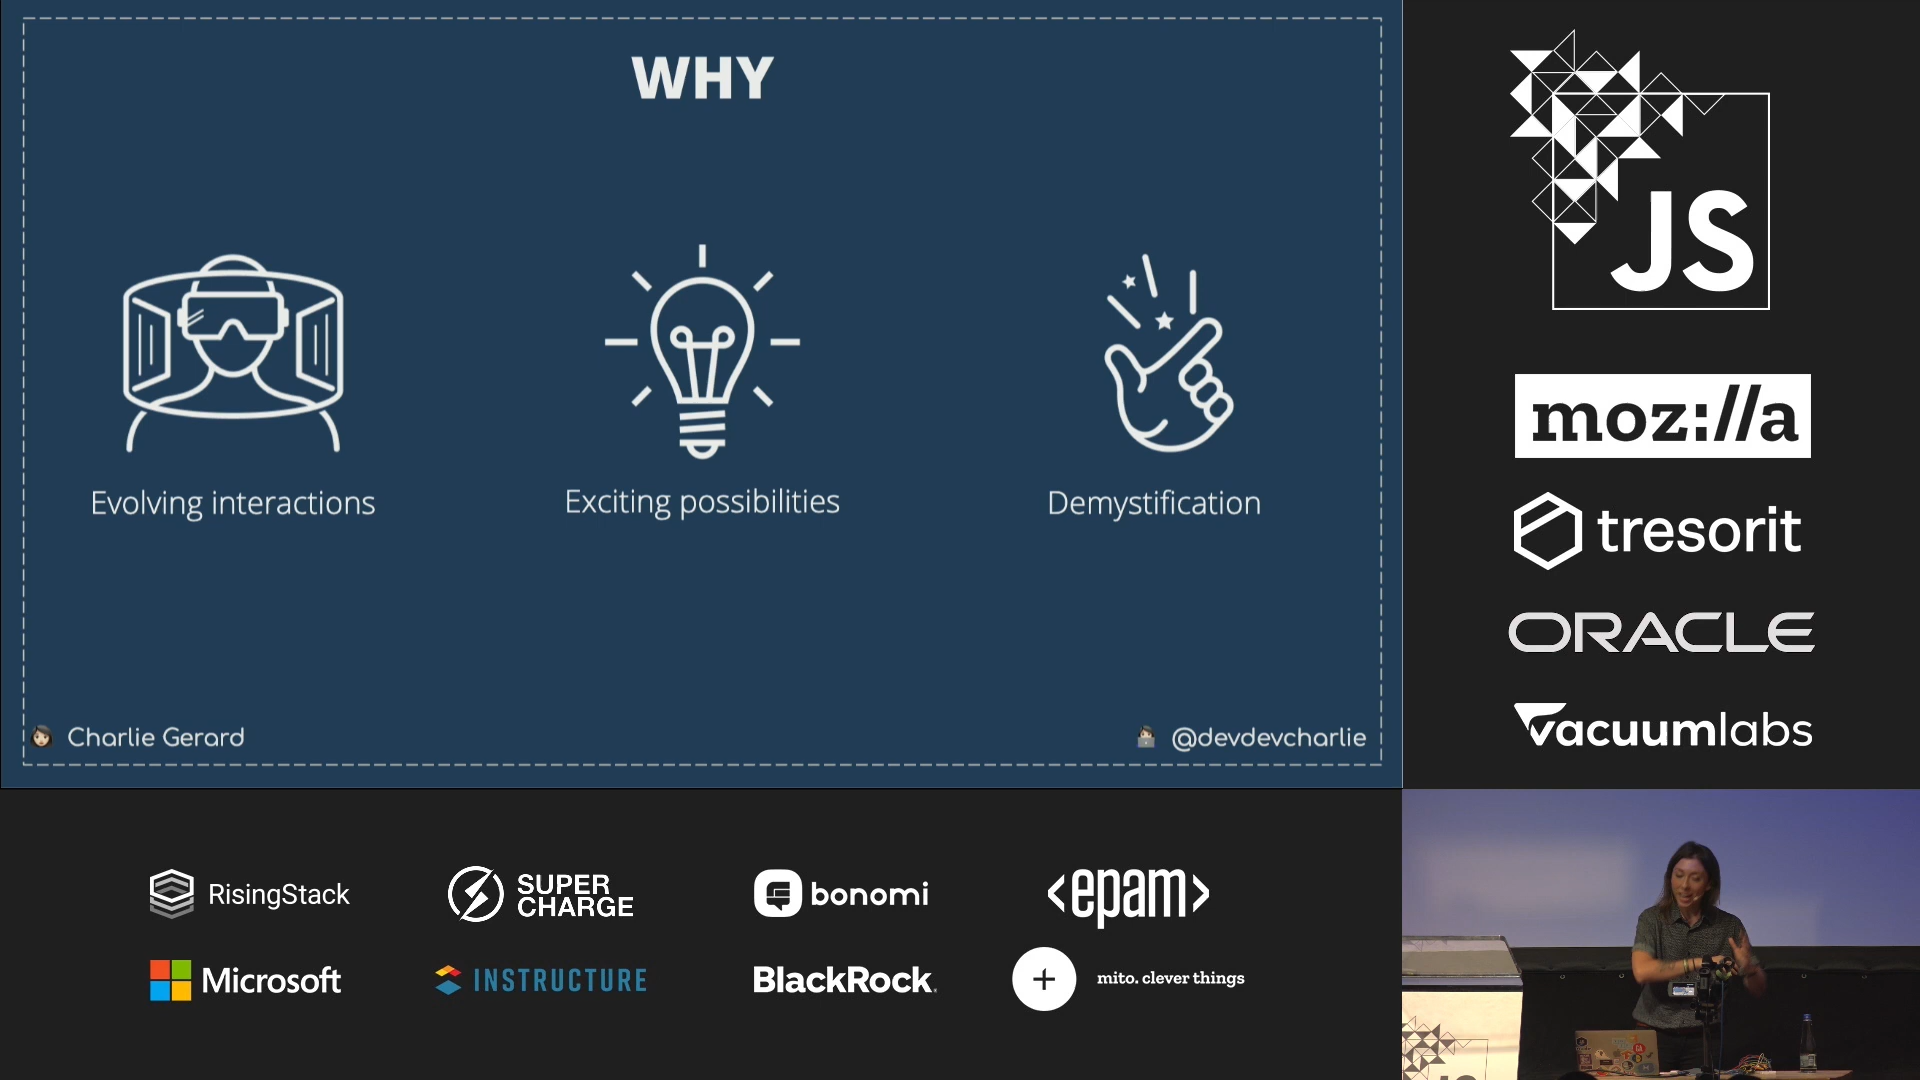 WHY
Evolving interactions
Exciting possibilities
Demystification
Charlie Gerard
@devdevcharlie
JS
moz://a
tresorit
ORACLE
vacuumlabs
RisingStack
SUPER
CHARGE
bonomi
<epam>
Microsoft
INSTRUCTURE
BlackRock.
mito. clever things
JS